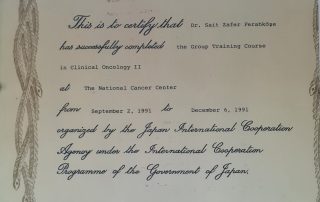 This is to certify that Dr. Sait Zafer Ferahköşe
has successfully completed the Group Training Course
in Clinical Oncology II
at The National Cancer Center
from September 2, 1991 to December 6, 1991
organized by the Japan International Cooperation
Agency under the International Cooperation
Programme of the Government of Japan.